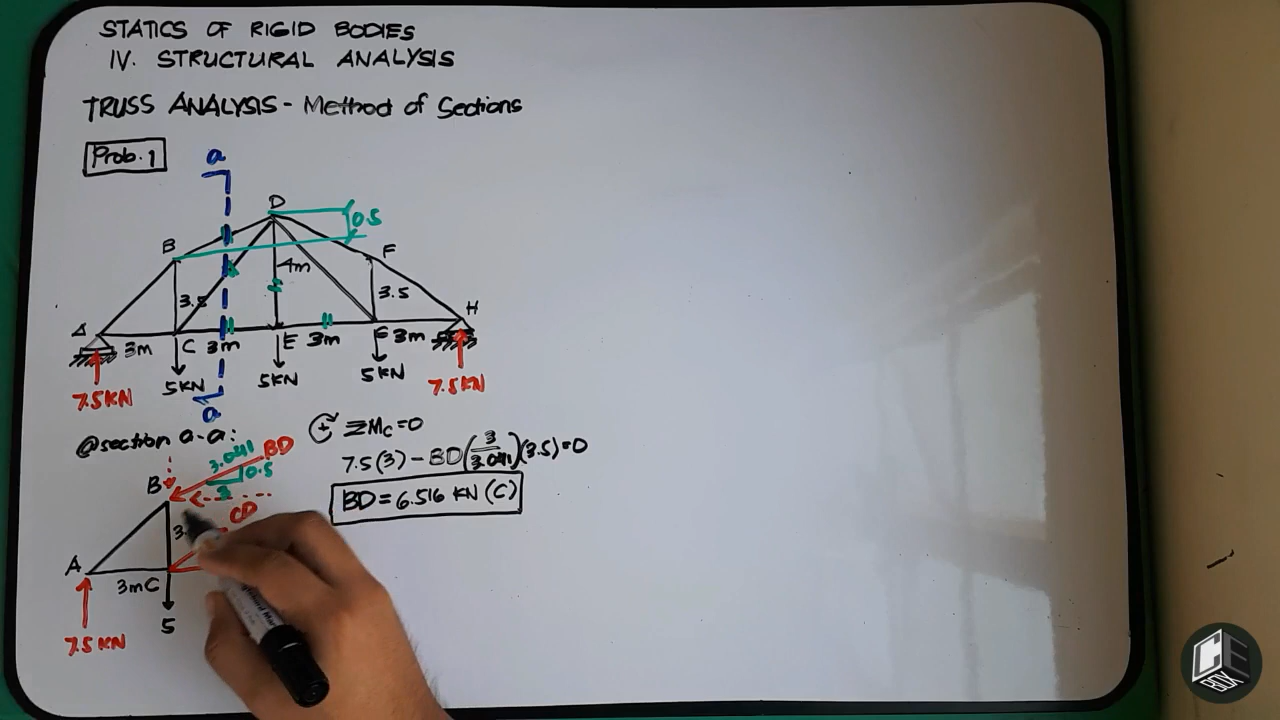 STATICS OF RIGID BODIES
IV. STRUCTURAL ANALYSIS
TRUSS ANALYSIS - Method of Sections
Prob. 1
a
D
0.5
B
F
4m
3.5
3.5
H
A
3m
C
3m
E
3m
G
3m
5KN
5KN
5KN
7.5KN
7.5KN
a
@section a-a:
+ ΣMc=0
7.5(3) - BD(3/3.041)(3.5)=0
BD = 6.516 KN (C)
BD
3.041
0.5
3
B
CD
A
3m
C
5
7.5KN
CE
BOX